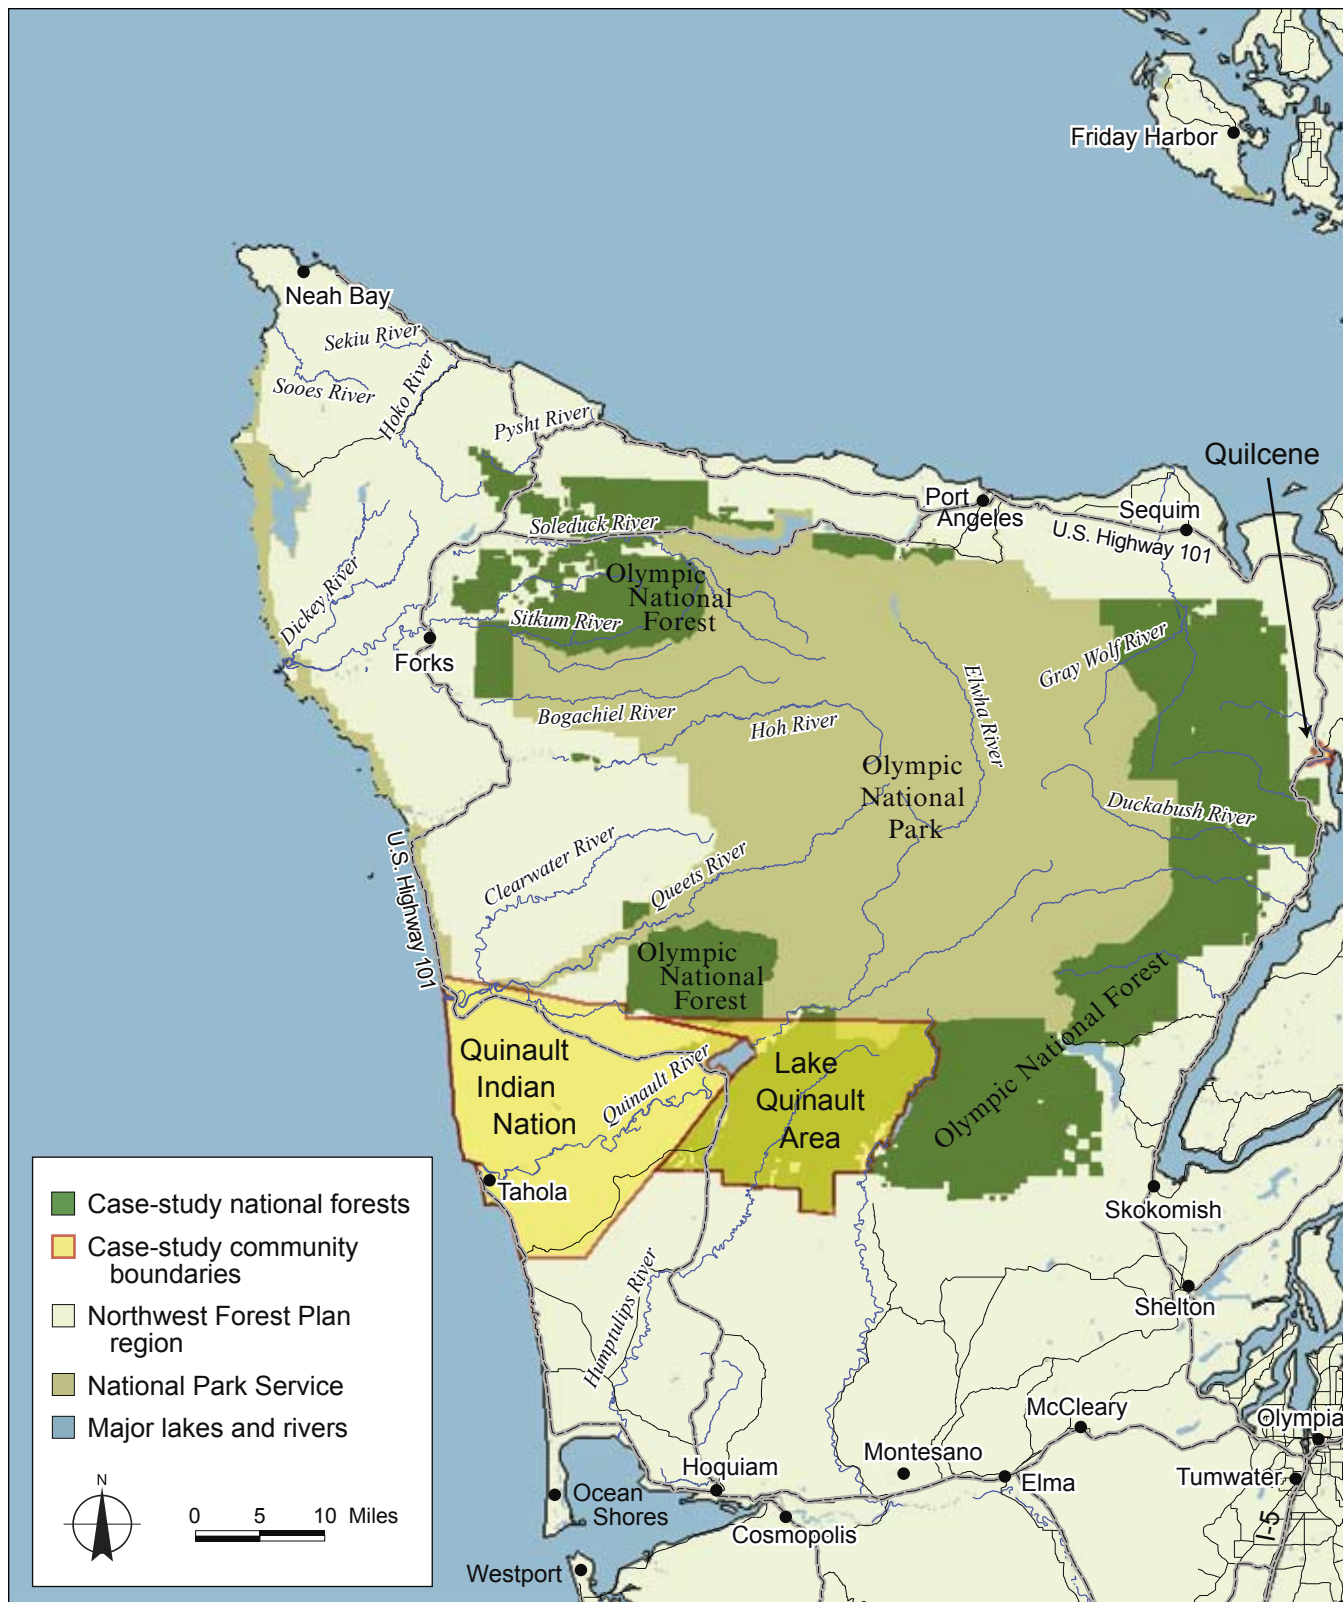 Friday Harbor
Neah Bay
Sekiu River
Sooes River
Hoko River
Pysht River
Quilcene
Port
Angeles
Sequim
U.S. Highway 101
Soleduck River
Olympic
National
Forest
Dickey River
Sitkum River
Forks
Gray Wolf River
Elwha River
Bogachiel River
Hoh River
Olympic
National
Park
Duckabush River
U.S. Highway 101
Clearwater River
Queets River
Olympic
National
Forest
Olympic National Forest
Quinault
Indian
Nation
Quinault River
Lake
Quinault
Area
Tahola
Skokomish
Humptulips River
Shelton
McCleary
Olympia
Montesano
Hoquiam
Elma
Tumwater
Ocean
Shores
Cosmopolis
I-5
Westport
Case-study national forests
Case-study community
boundaries
Northwest Forest Plan
region
National Park Service
Major lakes and rivers
N
0 5 10 Miles